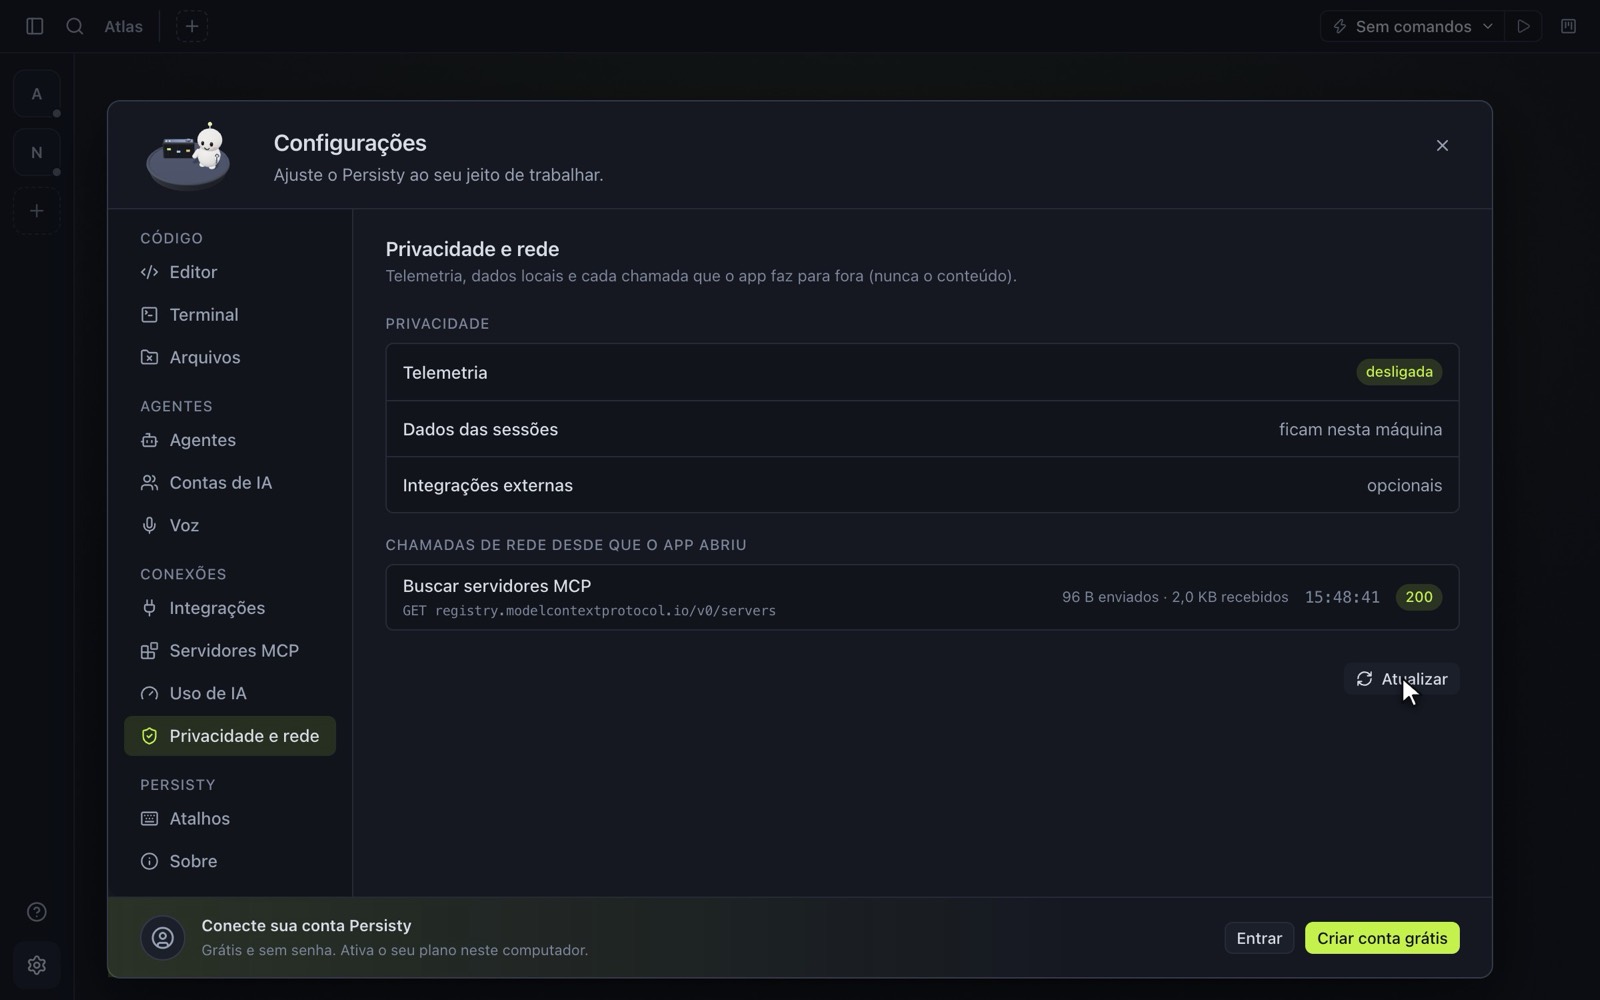 Atlas
Sem comandos
A
N
Configurações
Ajuste o Persisty ao seu jeito de trabalhar.
CÓDIGO
Editor
Terminal
Arquivos
AGENTES
Agentes
Contas de IA
Voz
CONEXÕES
Integrações
Servidores MCP
Uso de IA
Privacidade e rede
PERSISTY
Atalhos
Sobre
Privacidade e rede
Telemetria, dados locais e cada chamada que o app faz para fora (nunca o conteúdo).
PRIVACIDADE
Telemetria desligada
Dados das sessões ficam nesta máquina
Integrações externas opcionais
CHAMADAS DE REDE DESDE QUE O APP ABRIU
Buscar servidores MCP
GET registry.modelcontextprotocol.io/v0/servers
96 B enviados · 2,0 KB recebidos 15:48:41 200
Atualizar
Conecte sua conta Persisty
Grátis e sem senha. Ativa o seu plano neste computador.
Entrar
Criar conta grátis